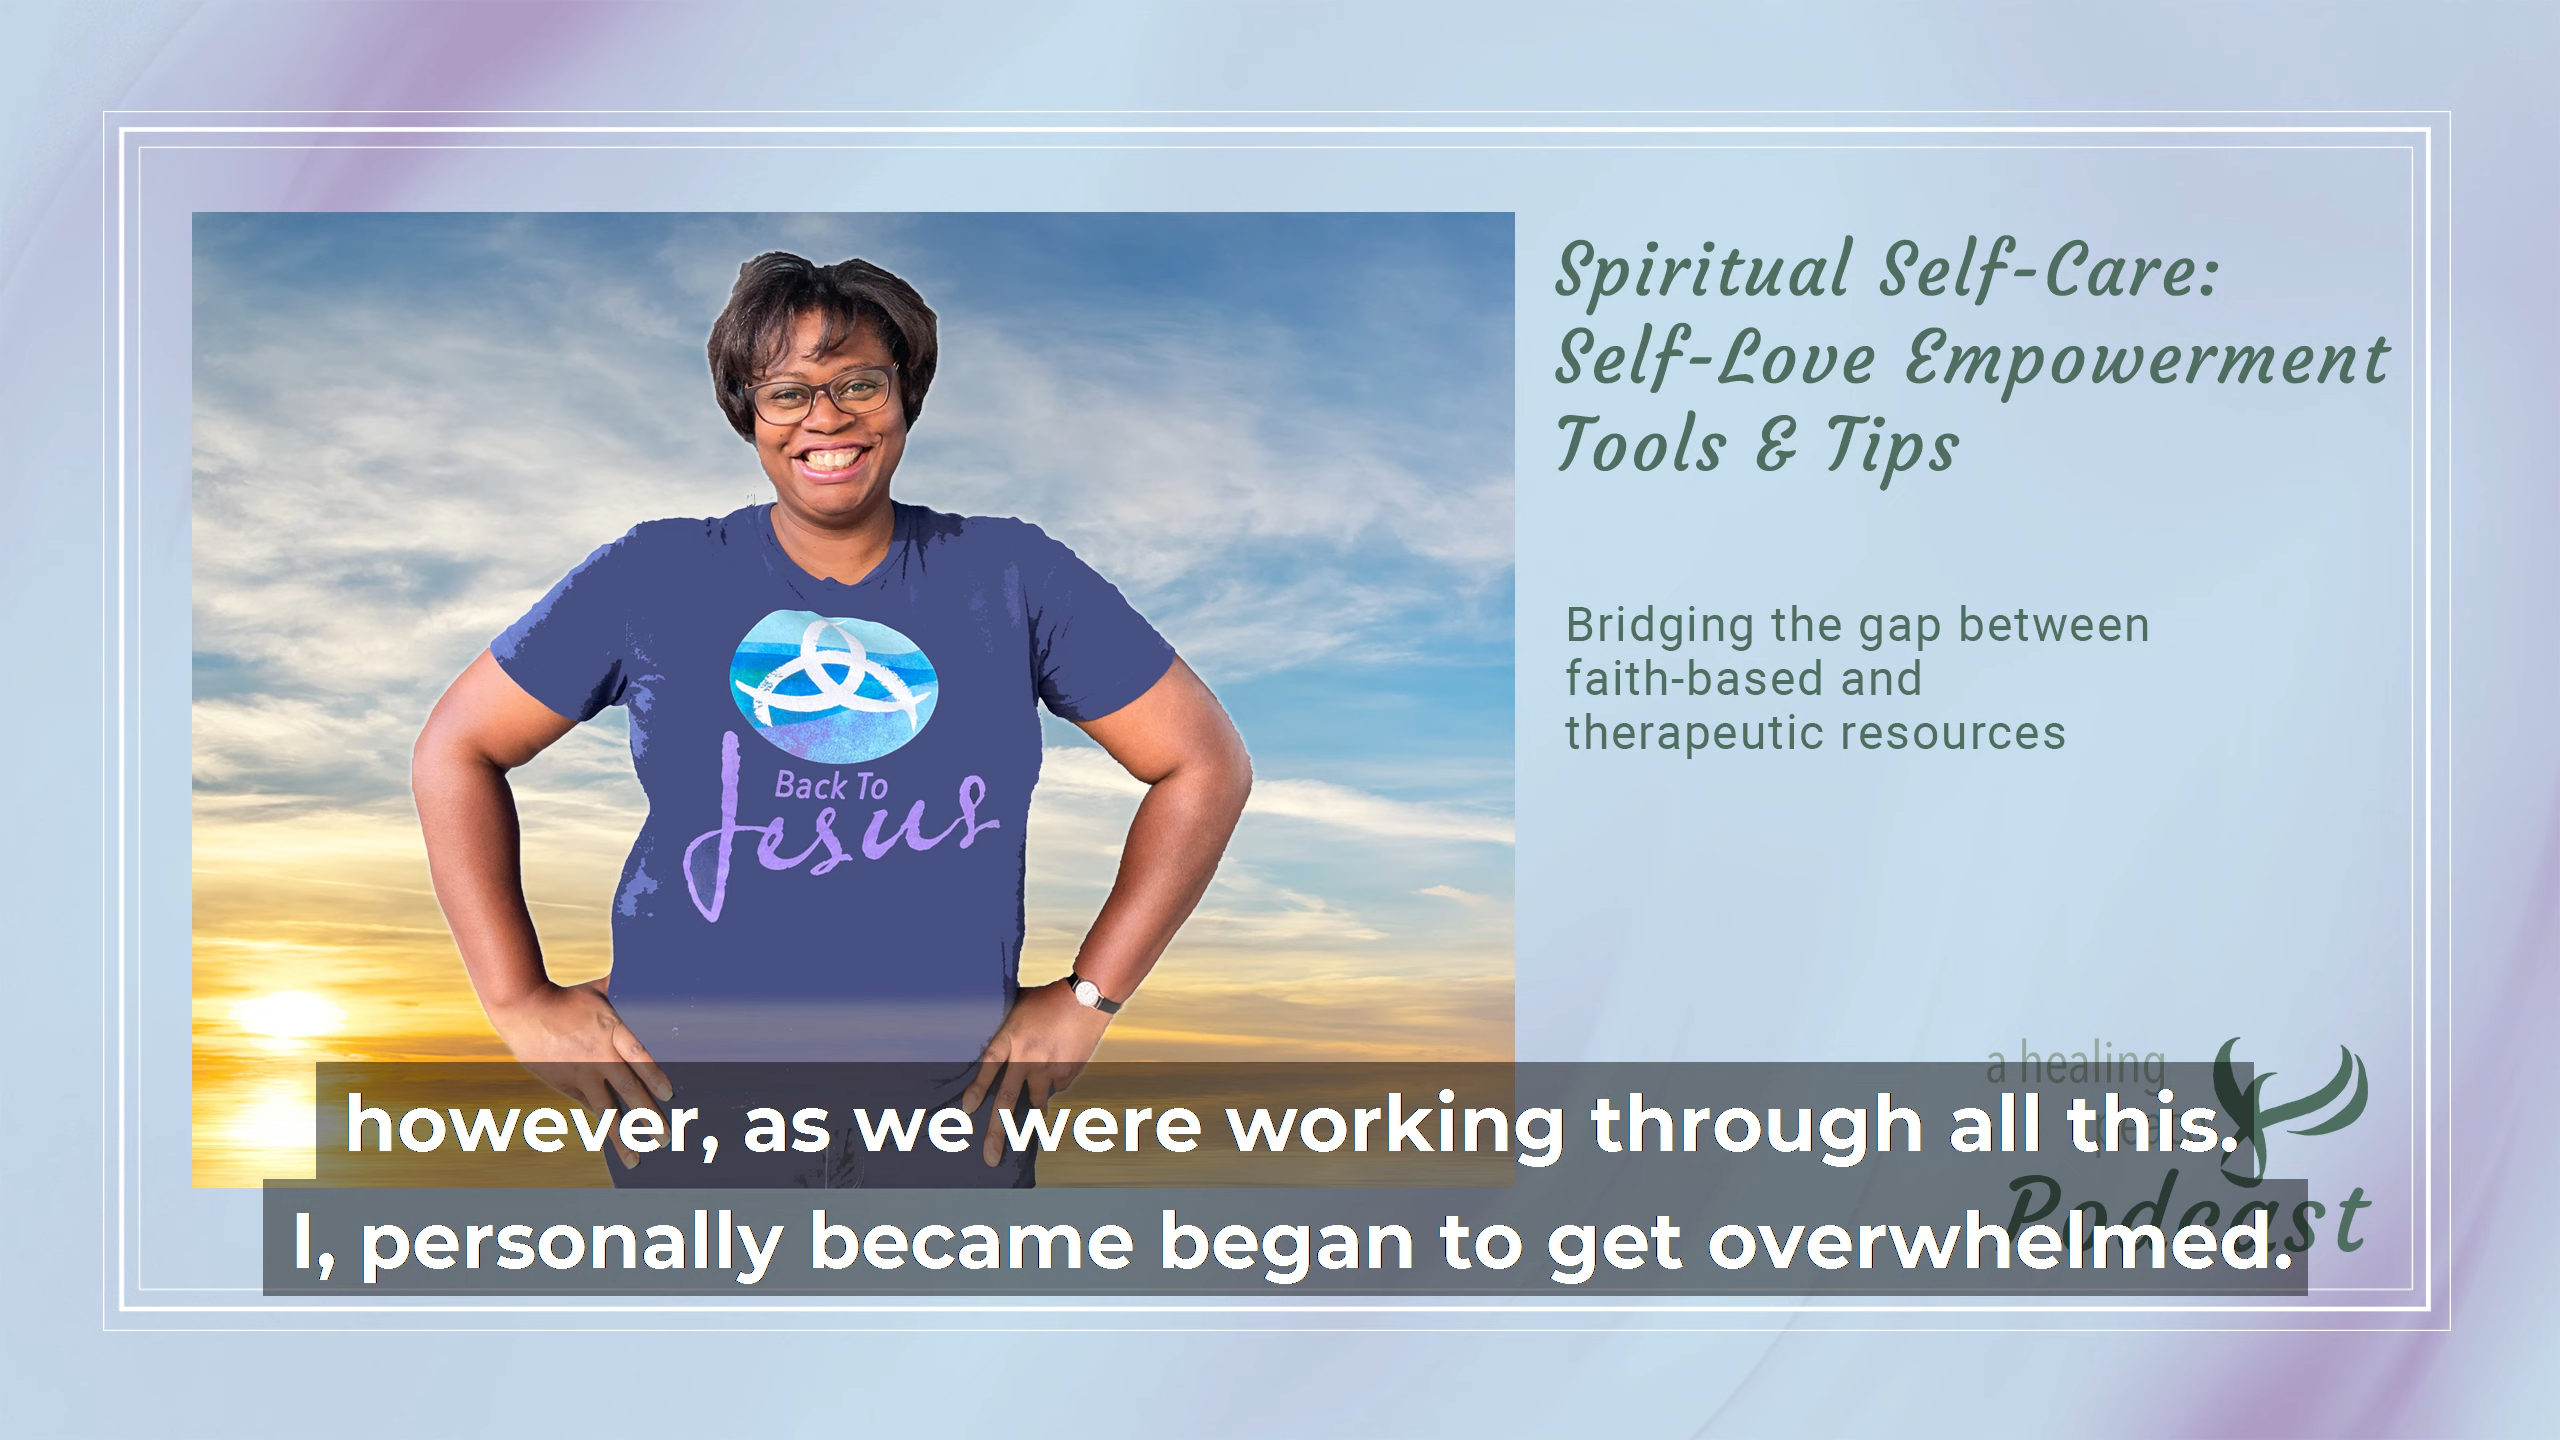 Spiritual Self-Care:
Self-Love Empowerment
Tools & Tips
Bridging the gap between
faith-based and
therapeutic resources
Back To
Jesus
a healing
Podcast
however, as we were working through all this.
I, personally became began to get overwhelmed.